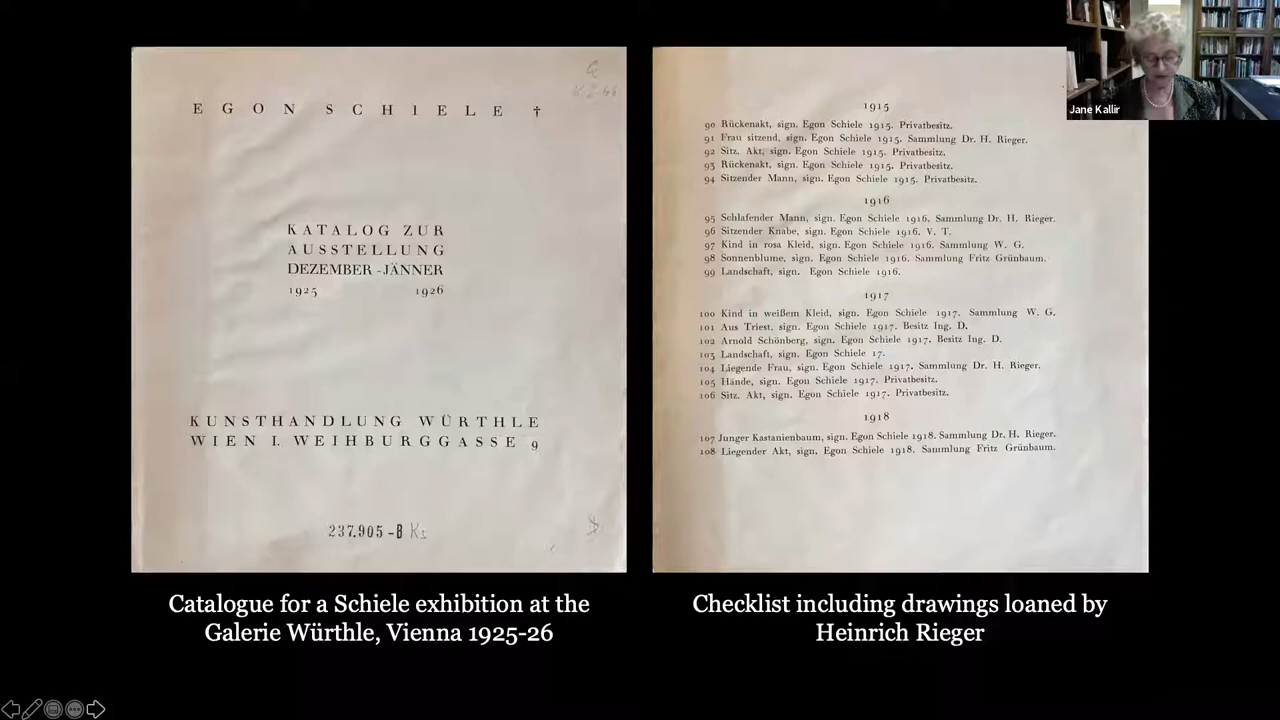 EGON SCHIELE †
KATALOG ZUR
AUSSTELLUNG
DEZEMBER - JÄNNER
1925 1926
KUNSTHANDLUNG WÜRTHLE
WIEN I. WEIHBURGGASSE 9
237.905 - B
1915
90 Rückenakt, sign. Egon Schiele 1915. Privatbesitz.
91 Frau sitzend, sign. Egon Schiele 1915. Sammlung Dr. H. Rieger.
92 Sitz. Akt, sign. Egon Schiele 1915. Privatbesitz.
93 Rückenakt, sign. Egon Schiele 1915. Privatbesitz.
94 Sitzender Mann, sign. Egon Schiele 1915. Privatbesitz.
1916
95 Schlafender Mann, sign. Egon Schiele 1916. Sammlung Dr. H. Rieger.
96 Sitzender Knabe, sign. Egon Schiele 1916. V. T.
97 Kind in rosa Kleid, sign. Egon Schiele 1916. Sammlung W. G.
98 Sonnenblume, sign. Egon Schiele 1916. Sammlung Fritz Grünbaum.
99 Landschaft, sign. Egon Schiele 1916.
1917
100 Kind in weißem Kleid, sign. Egon Schiele 1917. Sammlung W. G.
101 Aus Triest. sign. Egon Schiele 1917. Besitz Ing. D.
102 Arnold Schönberg, sign. Egon Schiele 1917. Besitz Ing. D.
103 Landschaft, sign. Egon Schiele 17.
104 Liegende Frau, sign. Egon Schiele 1917. Sammlung Dr. H. Rieger.
105 Hände, sign. Egon Schiele 1917. Privatbesitz.
106 Sitz. Akt, sign. Egon Schiele 1917. Privatbesitz.
1918
107 Junger Kastanienbaum, sign. Egon Schiele 1918. Sammlung Dr. H. Rieger.
108 Liegender Akt, sign. Egon Schiele 1918. Sammlung Fritz Grünbaum.
Jane Kallir
Catalogue for a Schiele exhibition at the
Galerie Würthle, Vienna 1925-26
Checklist including drawings loaned by
Heinrich Rieger